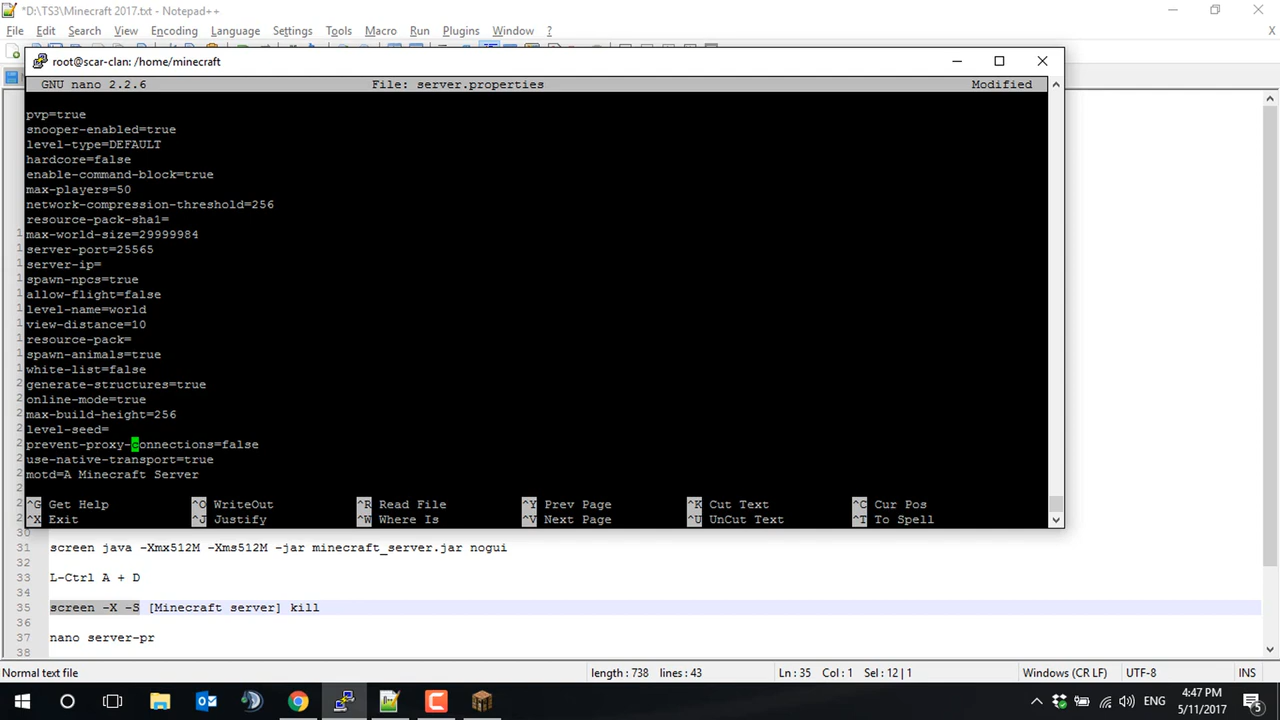 *D:\TS3\Minecraft 2017.txt - Notepad++
File Edit Search View Encoding Language Settings Tools Macro Run Plugins Window ? X
root@scar-clan: /home/minecraft
GNU nano 2.2.6 File: server.properties Modified
pvp=true
snooper-enabled=true
level-type=DEFAULT
hardcore=false
enable-command-block=true
max-players=50
network-compression-threshold=256
resource-pack-sha1=
max-world-size=29999984
server-port=25565
server-ip=
spawn-npcs=true
allow-flight=false
level-name=world
view-distance=10
resource-pack=
spawn-animals=true
white-list=false
generate-structures=true
online-mode=true
max-build-height=256
level-seed=
prevent-proxy-connections=false
use-native-transport=true
motd=A Minecraft Server
^G Get Help ^O WriteOut ^R Read File ^Y Prev Page ^K Cut Text ^C Cur Pos
^X Exit ^J Justify ^W Where Is ^V Next Page ^U UnCut Text ^T To Spell
30
31 screen java -Xmx512M -Xms512M -jar minecraft_server.jar nogui
32
33 L-Ctrl A + D
34
35 screen -X -S [Minecraft server] kill
36
37 nano server-pr
38
Normal text file length : 738 lines : 43 Ln : 35 Col : 1 Sel : 12 | 1 Windows (CR LF) UTF-8 INS
ENG 4:47 PM
5/11/2017 5